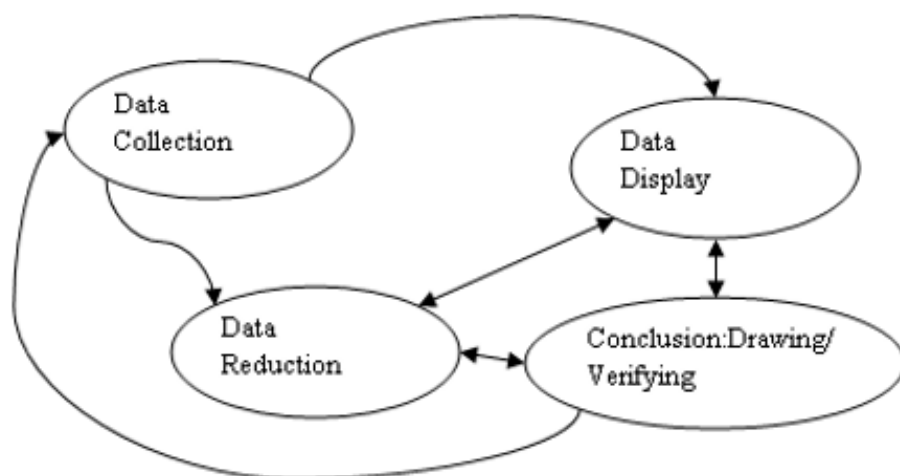 Data
Collection
Data
Display
Data
Reduction
Conclusion:Drawing/
Verifying